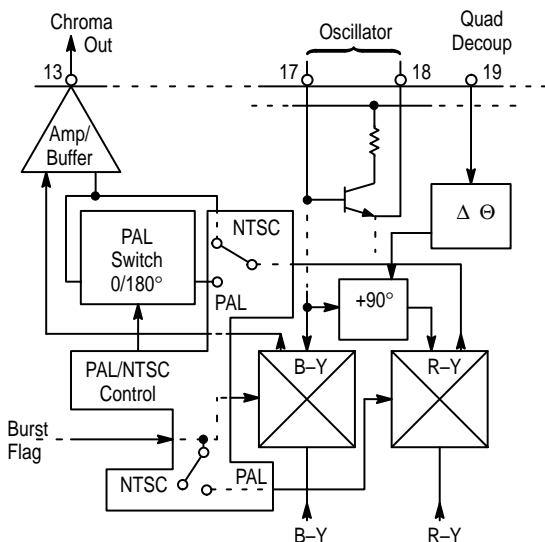 Chroma
Out
Oscillator
Quad
Decoup
13
17
18
19
Amp/
Buffer
PAL
Switch
0/180°
NTSC
PAL
Δ Θ
+90°
PAL/NTSC
Control
B–Y
R–Y
Burst
Flag
NTSC
PAL
B–Y
R–Y